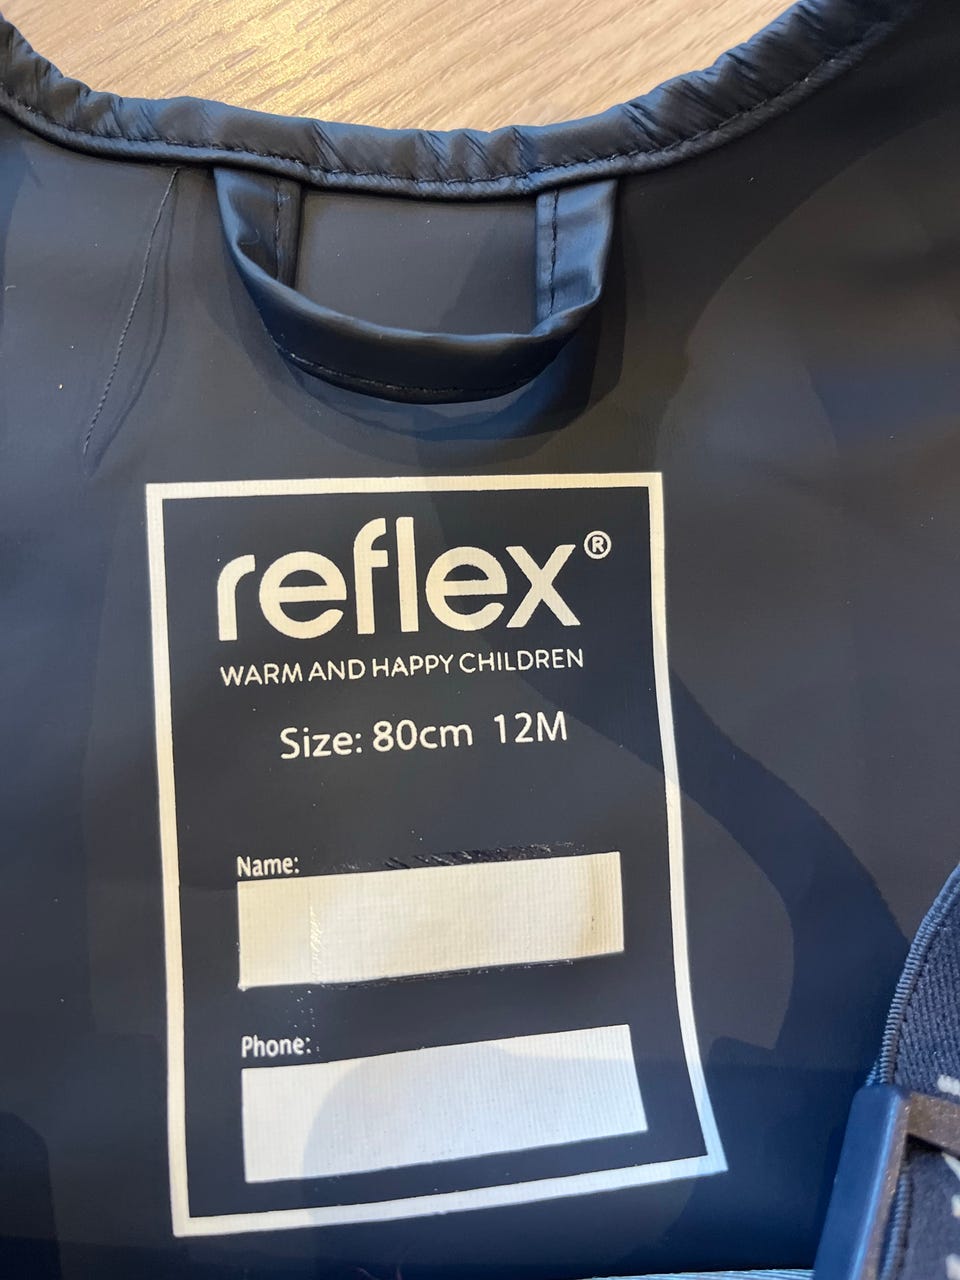 reflex®
WARM AND HAPPY CHILDREN
Size: 80cm 12M
Name:
Phone: